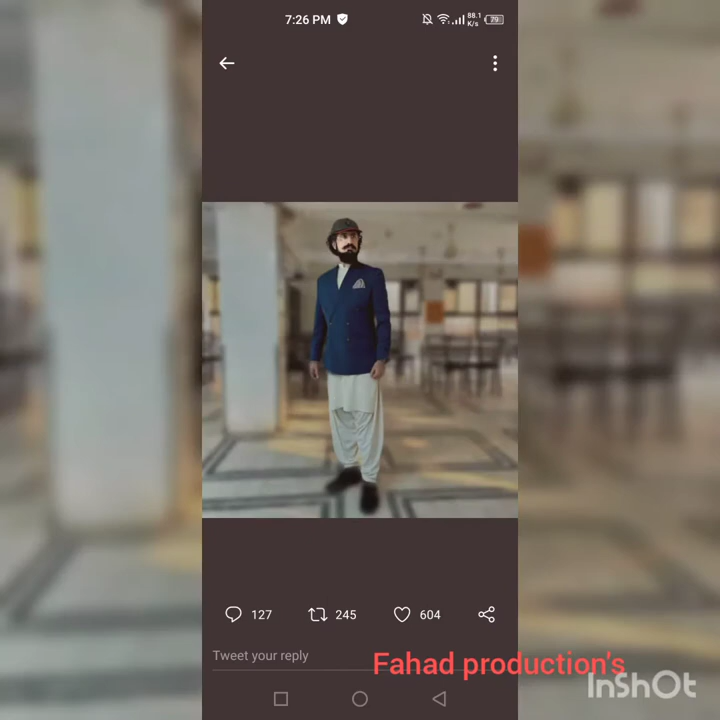 7:26 PM
88.1
K/s
79
127
245
604
Tweet your reply
Fahad production's
InShOt